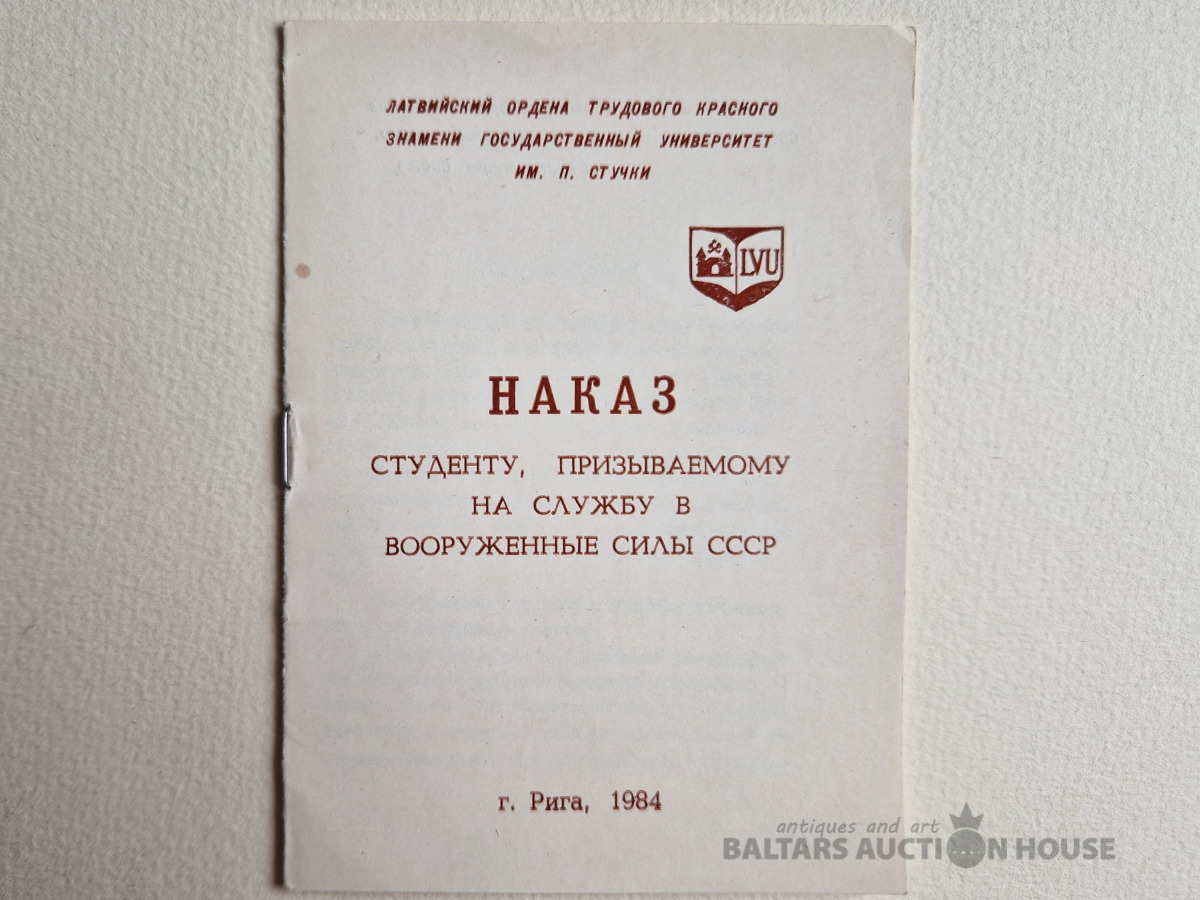 ЛАТВИЙСКИЙ ОРДЕНА ТРУДОВОГО КРАСНОГО
ЗНАМЕНИ ГОСУДАРСТВЕННЫЙ УНИВЕРСИТЕТ
ИМ. П. СТУЧКИ
LVU
НАКАЗ
СТУДЕНТУ, ПРИЗЫВАЕМОМУ
НА СЛУЖБУ В
ВООРУЖЕННЫЕ СИЛЫ СССР
г. Рига, 1984
antiques and art
BALTARS AUCTION HOUSE